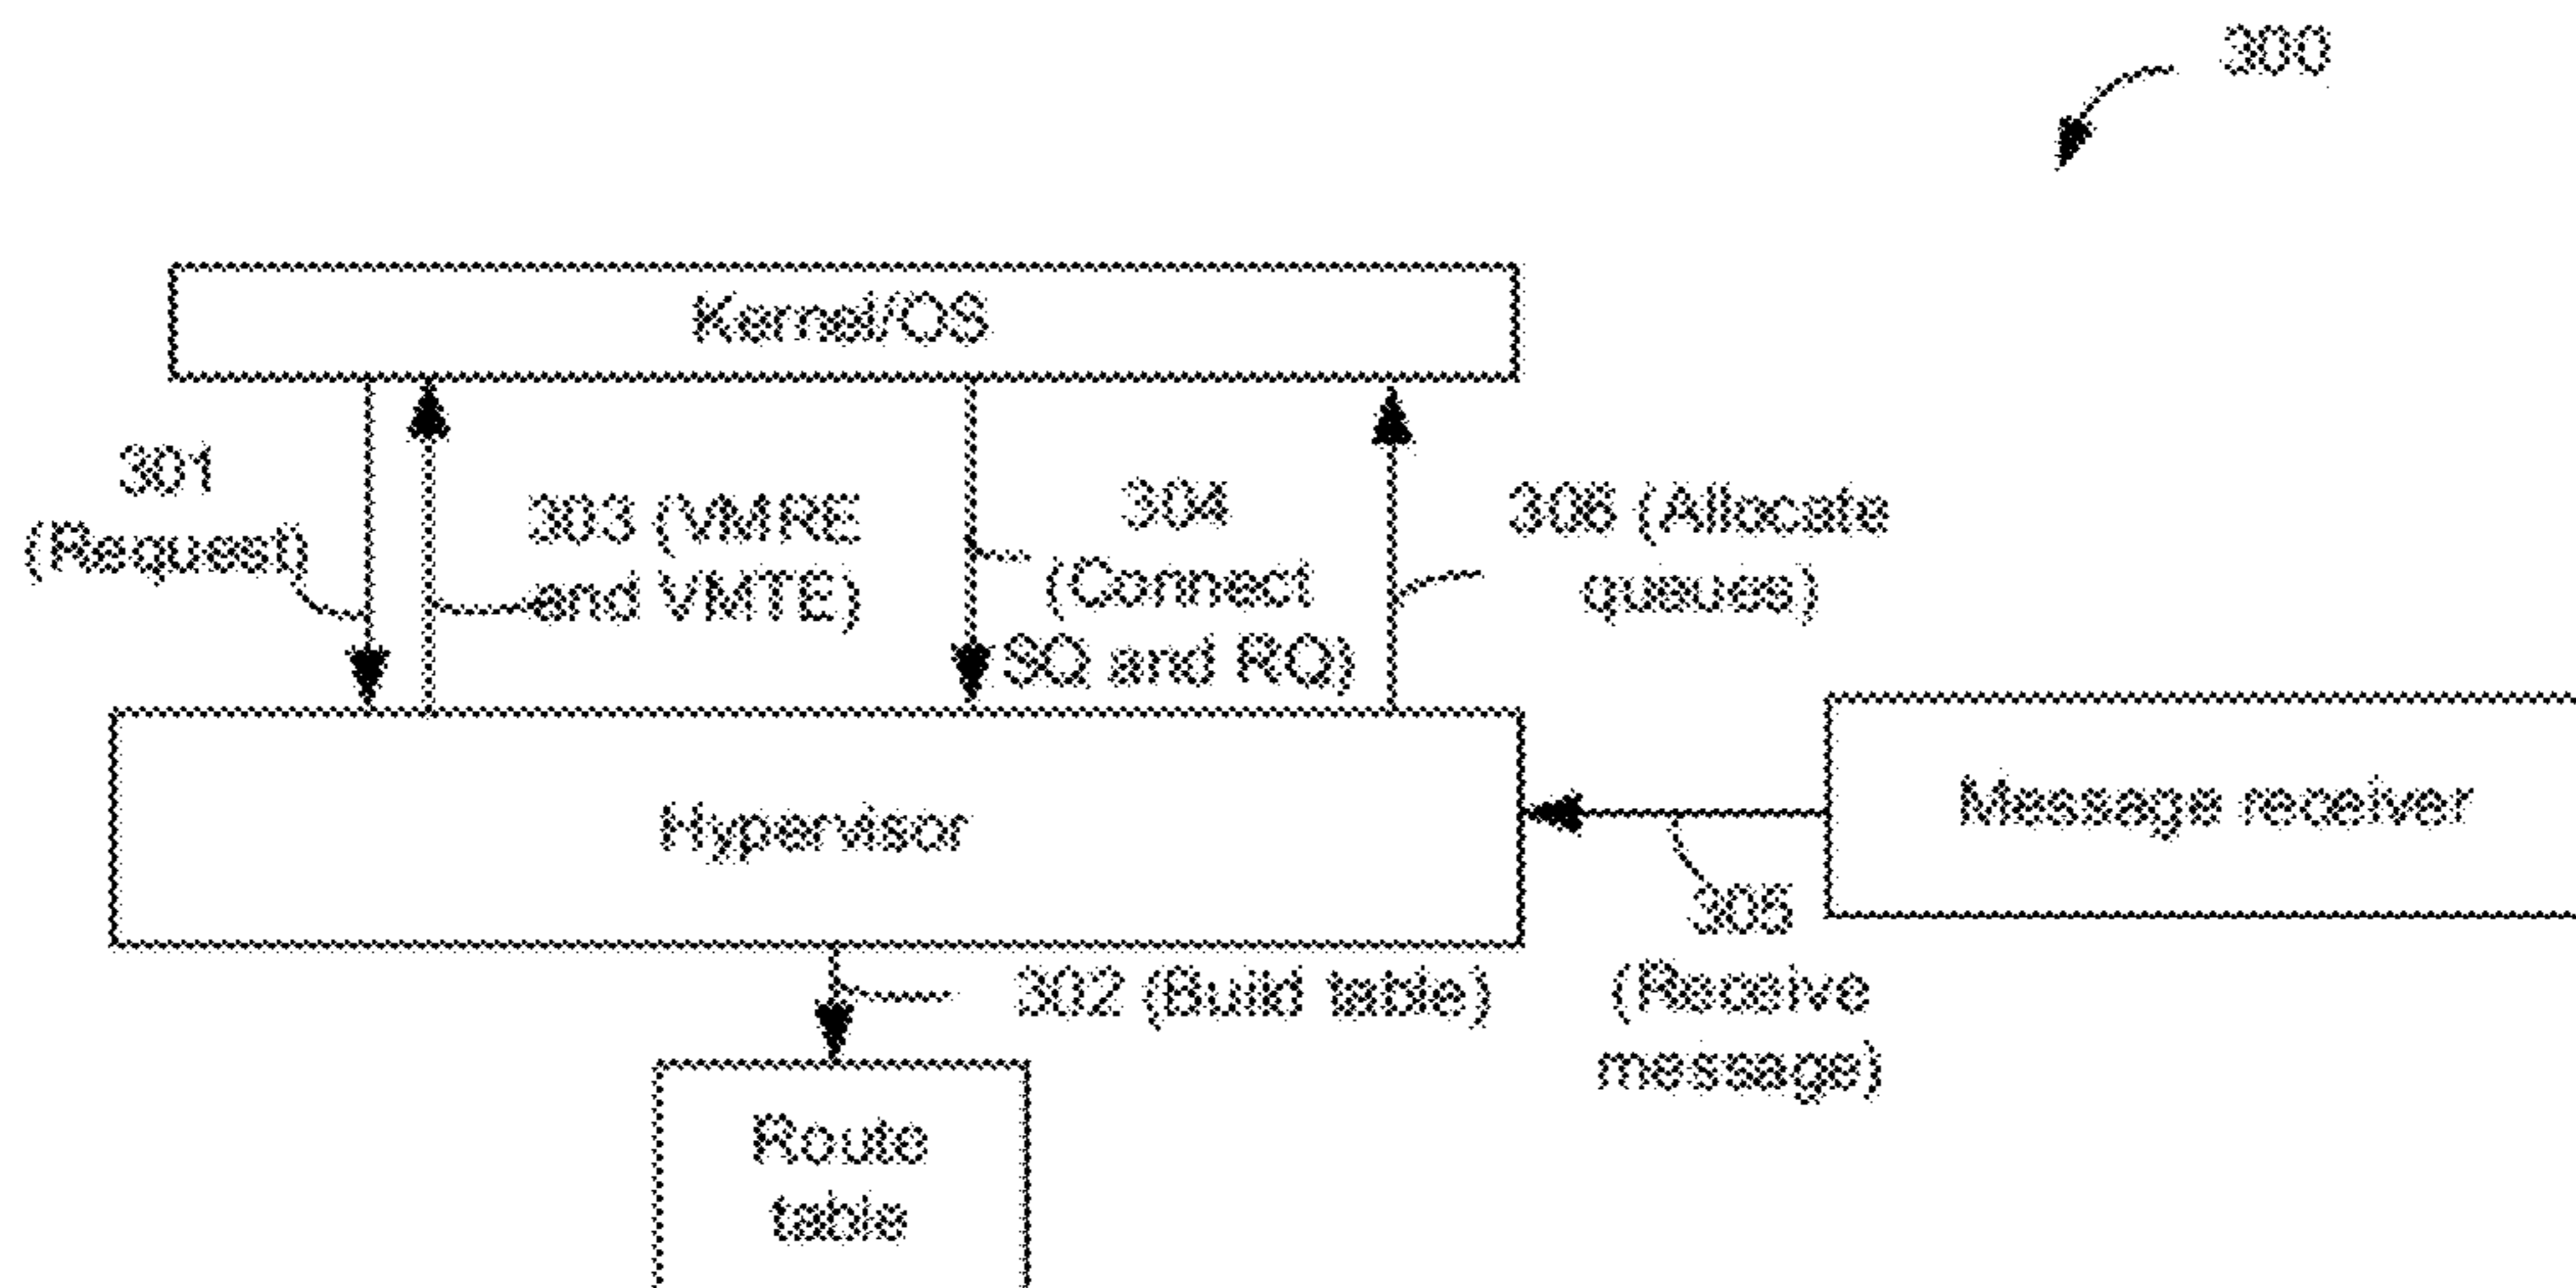 300
Kernel/OS
301
(Request)
303 (VMRE
and VMTE)
304
(Connect
SQ and RQ)
306 (Allocate
queues)
Hypervisor
Message receiver
305
(Receive
message)
302 (Build table)
Route
table